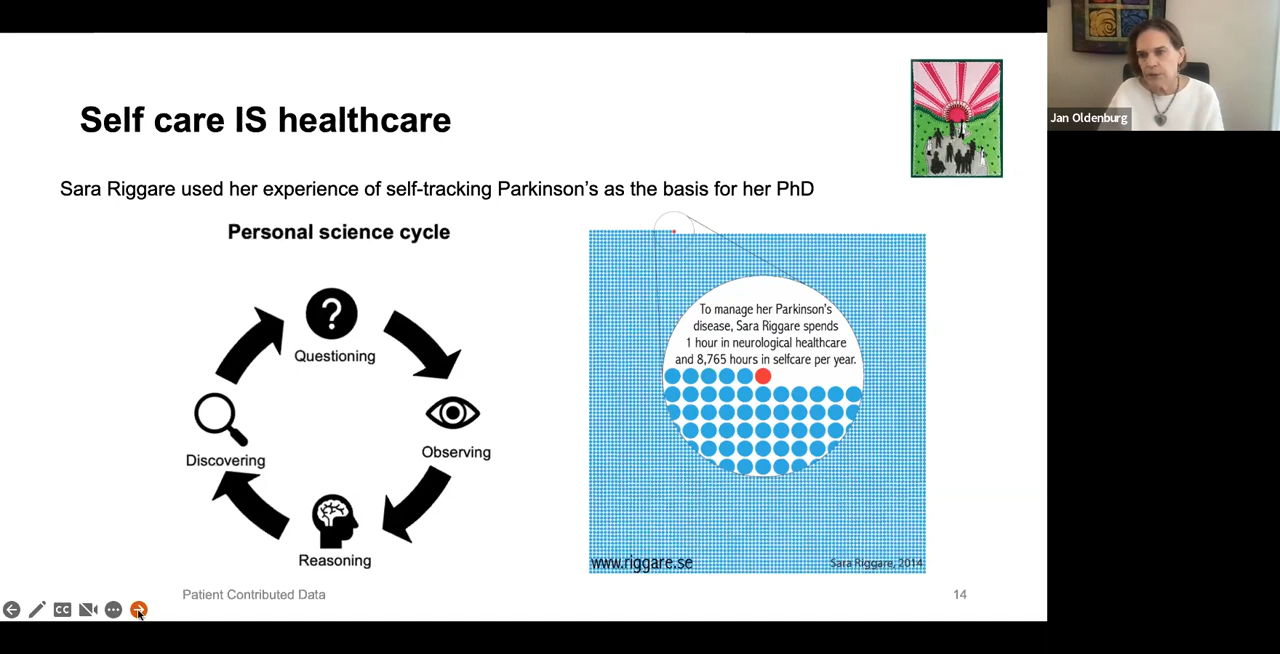 Self care IS healthcare
Jan Oldenburg
Sara Riggare used her experience of self-tracking Parkinson’s as the basis for her PhD
Personal science cycle
?
Questioning
Observing
Reasoning
Discovering
To manage her Parkinson's
disease, Sara Riggare spends
1 hour in neurological healthcare
and 8,765 hours in selfcare per year.
www.riggare.se
Sara Riggare, 2014
Patient Contributed Data
14
CC